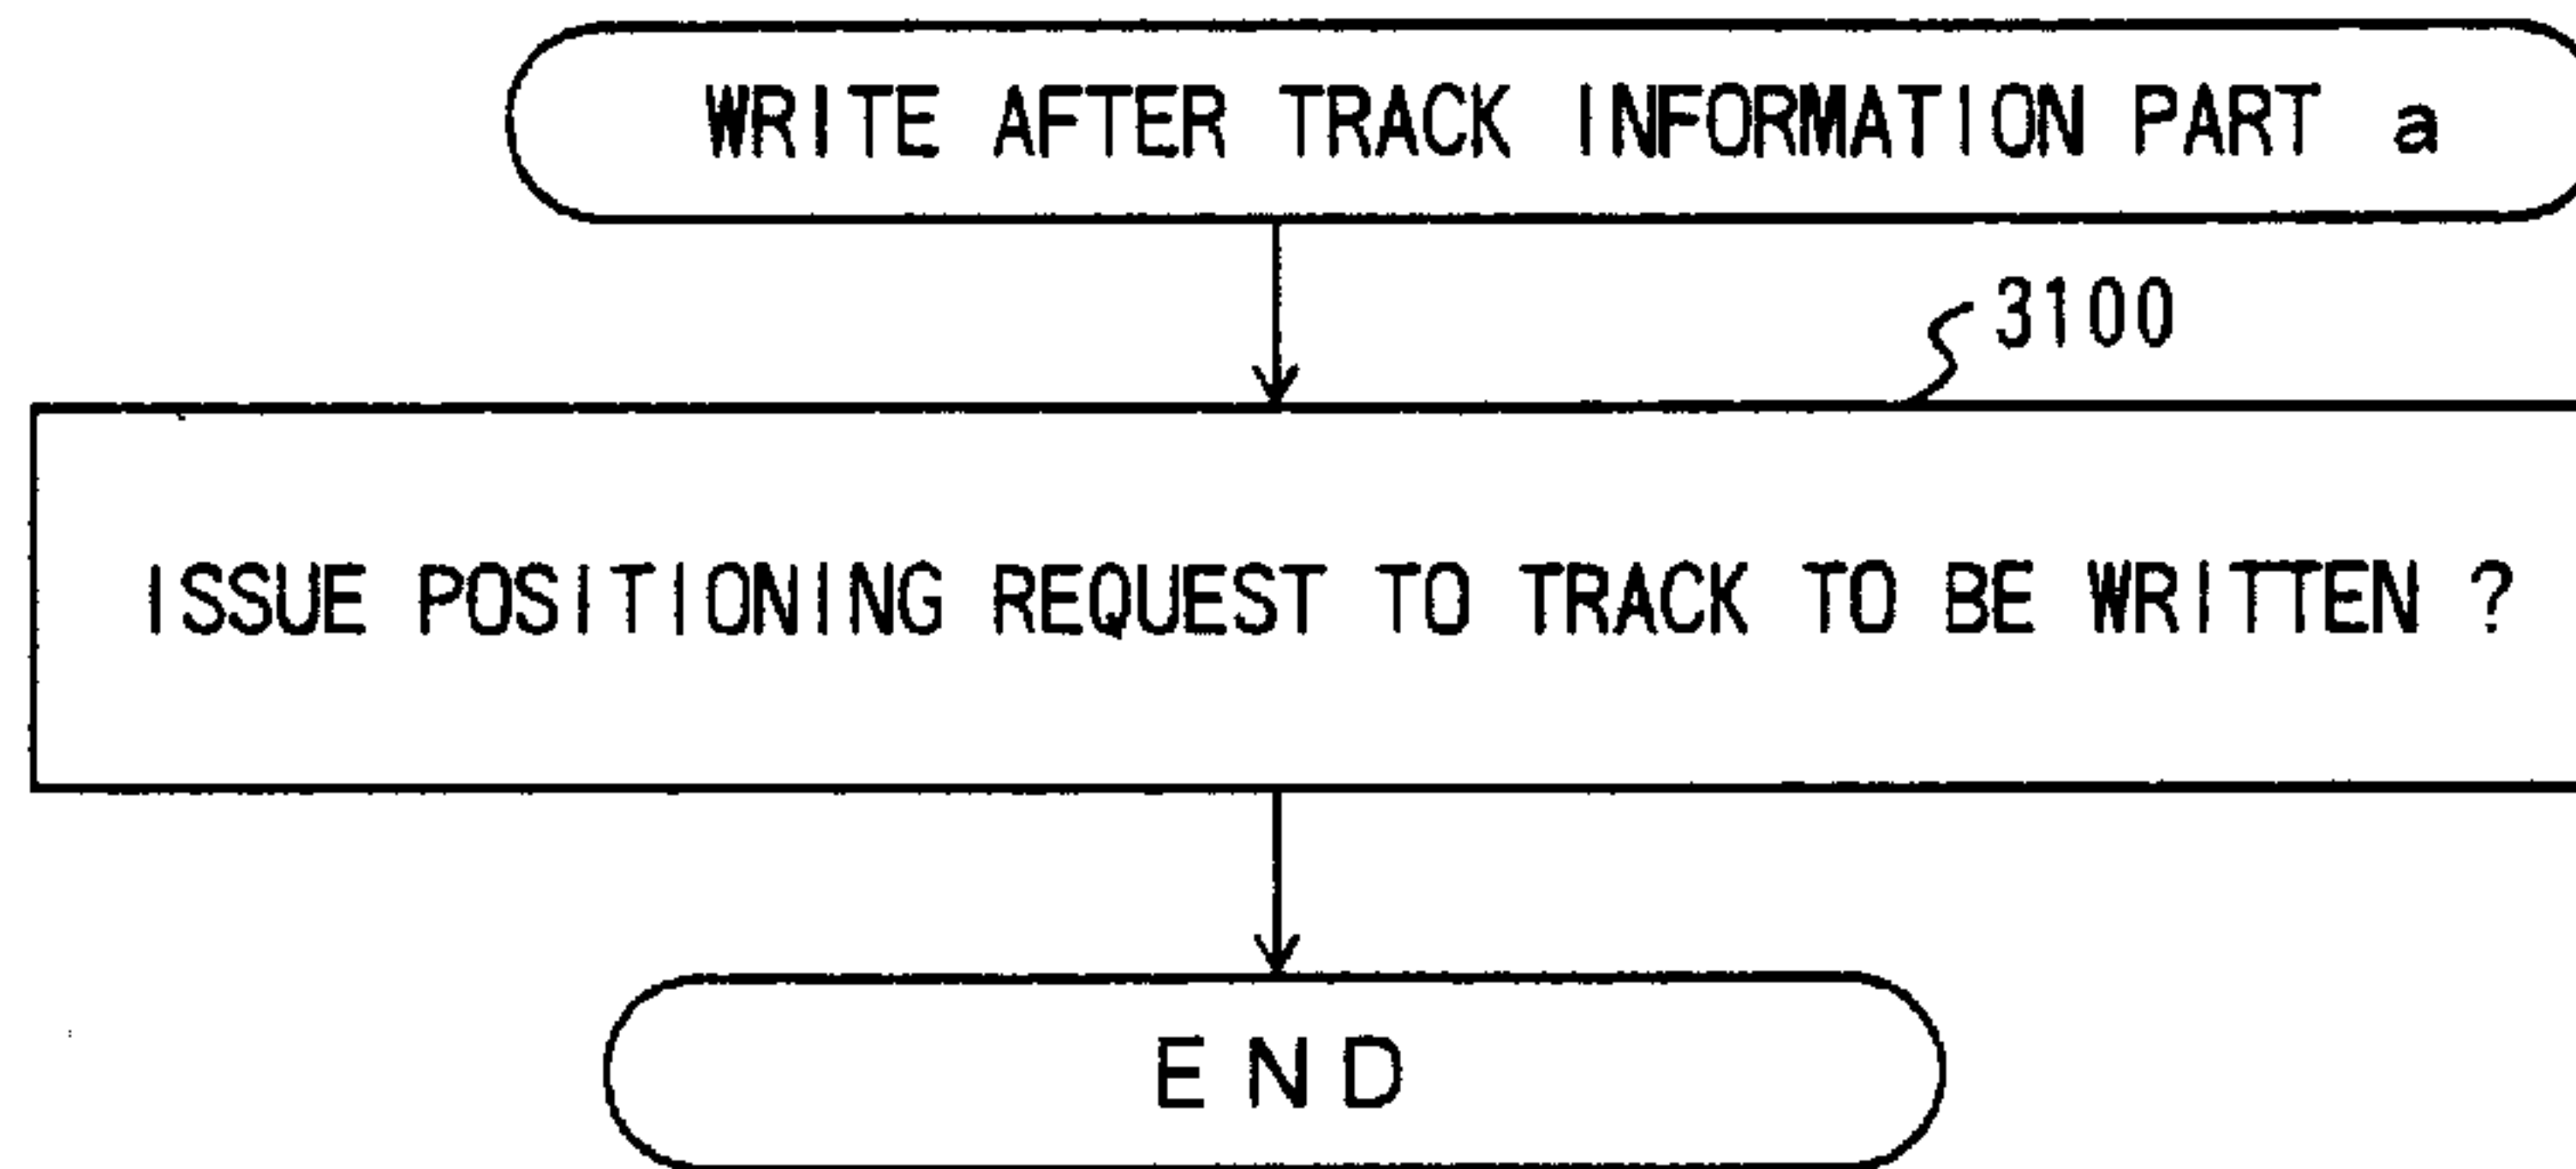 WRITE AFTER TRACK INFORMATION PART a
3100
ISSUE POSITIONING REQUEST TO TRACK TO BE WRITTEN ?
END